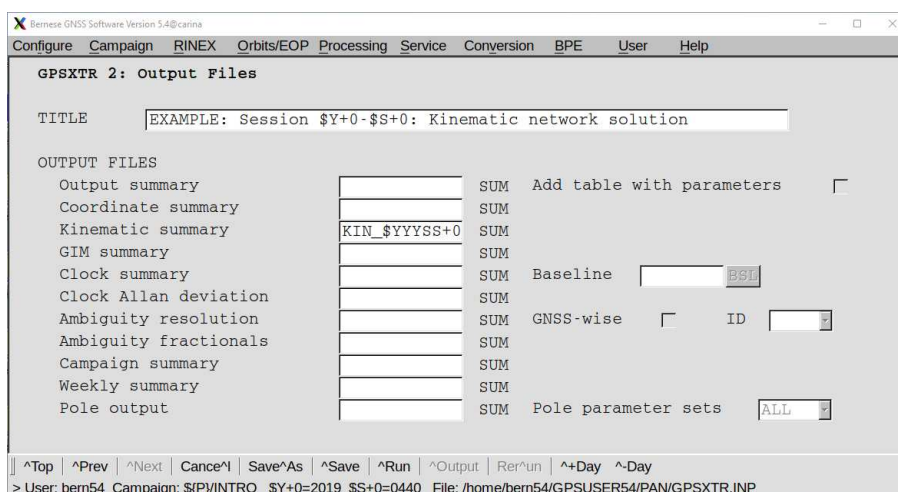 Bernese GNSS Software Version 5.4@carina
Configure Campaign RINEX Orbits/EOP Processing Service Conversion BPE User Help
GPSXTR 2: Output Files
TITLE EXAMPLE: Session $Y+0-$S+0: Kinematic network solution
OUTPUT FILES
Output summary SUM Add table with parameters
Coordinate summary SUM
Kinematic summary KIN_$YYYSS+0 SUM
GIM summary SUM
Clock summary SUM Baseline BSL
Clock Allan deviation SUM
Ambiguity resolution SUM GNSS-wise ID
Ambiguity fractionals SUM
Campaign summary SUM
Weekly summary SUM
Pole output SUM Pole parameter sets ALL
^Top ^Prev ^Next Cance^l Save^As ^Save ^Run ^Output Rer^un ^+Day ^-Day
> User: bern54 Campaign: ${P}/INTRO $Y+0=2019 $S+0=0440 File: /home/bern54/GPSUSER54/PAN/GPSXTR.INP